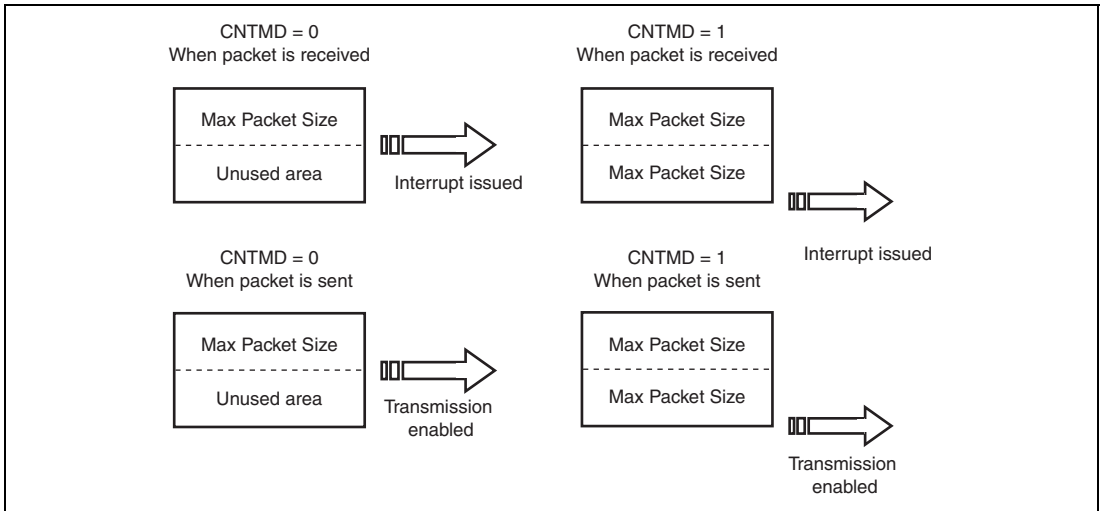 CNTMD = 0
When packet is received
Max Packet Size
Unused area
Interrupt issued
CNTMD = 1
When packet is received
Max Packet Size
Max Packet Size
Interrupt issued
CNTMD = 0
When packet is sent
Max Packet Size
Unused area
Transmission
enabled
CNTMD = 1
When packet is sent
Max Packet Size
Max Packet Size
Transmission
enabled